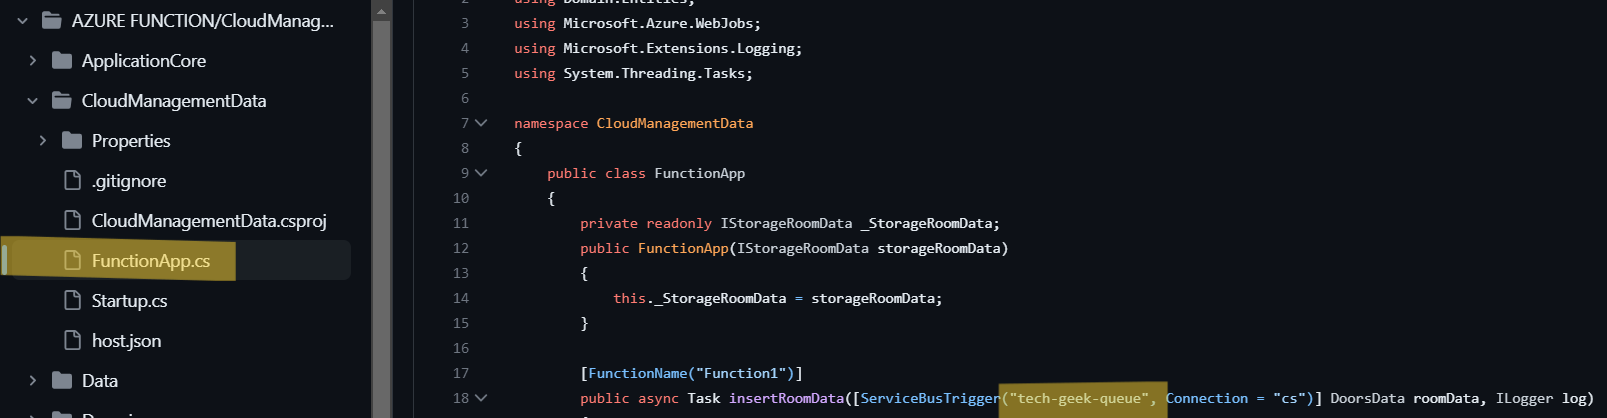 AZURE FUNCTION/CloudManag...
ApplicationCore
CloudManagementData
Properties
.gitignore
CloudManagementData.csproj
FunctionApp.cs
Startup.cs
host.json
Data
2 using Domain.Entities;
3 using Microsoft.Azure.WebJobs;
4 using Microsoft.Extensions.Logging;
5 using System.Threading.Tasks;
6
7 namespace CloudManagementData
8 {
9 public class FunctionApp
10 {
11 private readonly IStorageRoomData _StorageRoomData;
12 public FunctionApp(IStorageRoomData storageRoomData)
13 {
14 this._StorageRoomData = storageRoomData;
15 }
16
17 [FunctionName("Function1")]
18 public async Task insertRoomData([ServiceBusTrigger("tech-geek-queue", Connection = "cs")] DoorsData roomData, ILogger log)